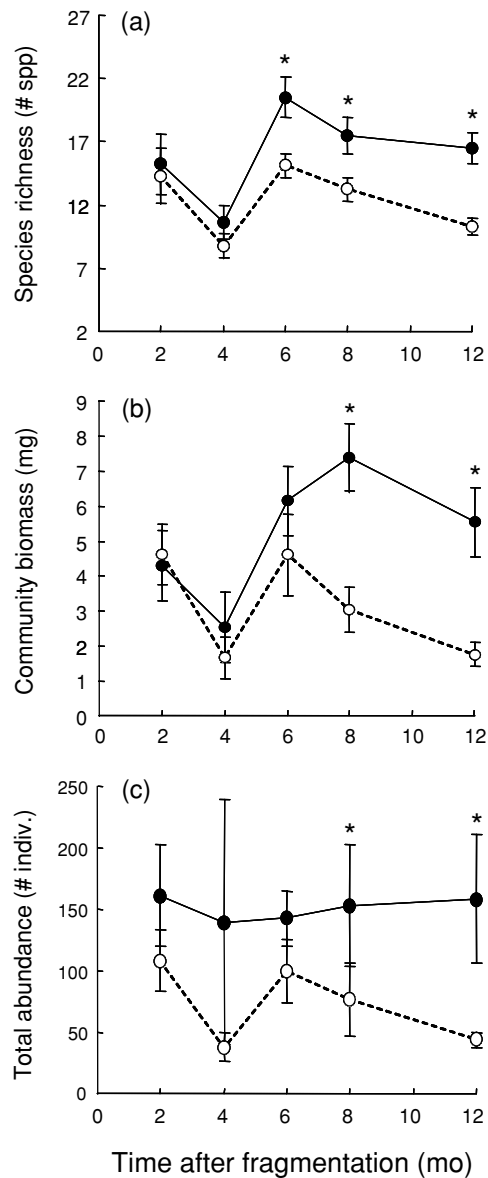 (a)
Species richness (# spp)
27
22
17
12
7
2
* * *
0 2 4 6 8 10 12
(b)
Community biomass (mg)
9
8
7
6
5
4
3
2
1
0
* *
0 2 4 6 8 10 12
(c)
Total abundance (# indiv.)
250
200
150
100
50
0
* *
0 2 4 6 8 10 12
Time after fragmentation (mo)